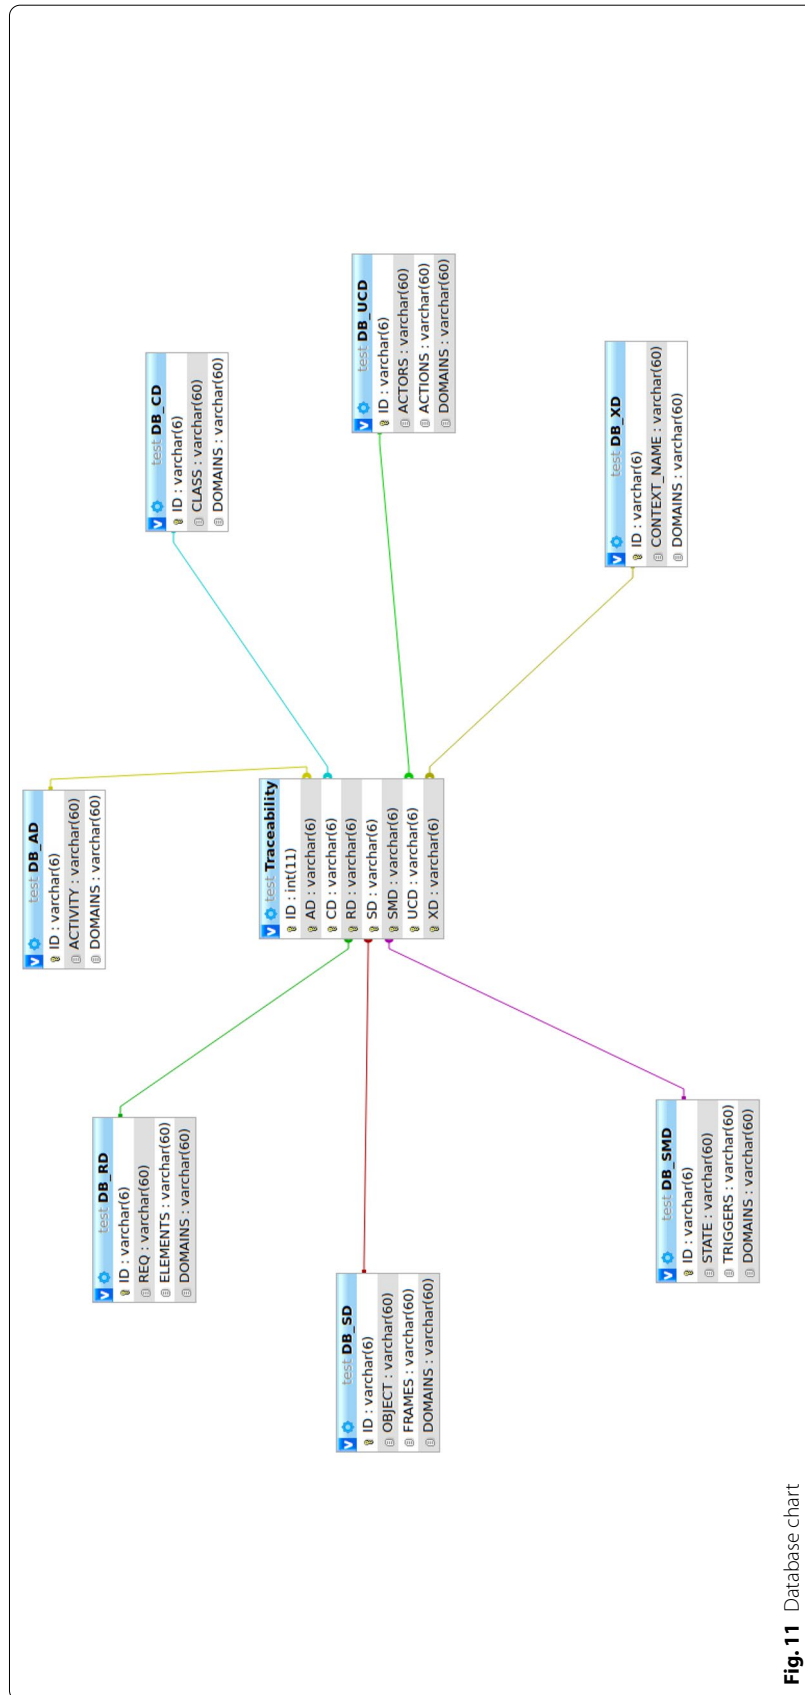 test DB_RD
ID : varchar(6)
REQ : varchar(60)
ELEMENTS : varchar(60)
DOMAINS : varchar(60)
test DB_SD
ID : varchar(6)
OBJECT : varchar(60)
FRAMES : varchar(60)
DOMAINS : varchar(60)
test DB_SMD
ID : varchar(6)
STATE : varchar(60)
TRIGGERS : varchar(60)
DOMAINS : varchar(60)
test DB_AD
ID : varchar(6)
ACTIVITY : varchar(60)
DOMAINS : varchar(60)
test Traceability
ID : int(11)
AD : varchar(6)
CD : varchar(6)
RD : varchar(6)
SD : varchar(6)
SMD : varchar(6)
UCD : varchar(6)
XD : varchar(6)
test DB_CD
ID : varchar(6)
CLASS : varchar(60)
DOMAINS : varchar(60)
test DB_UCD
ID : varchar(6)
ACTORS : varchar(60)
ACTIONS : varchar(60)
DOMAINS : varchar(60)
test DB_XD
ID : varchar(6)
CONTEXT_NAME : varchar(60)
DOMAINS : varchar(60)
Fig. 11 Database chart